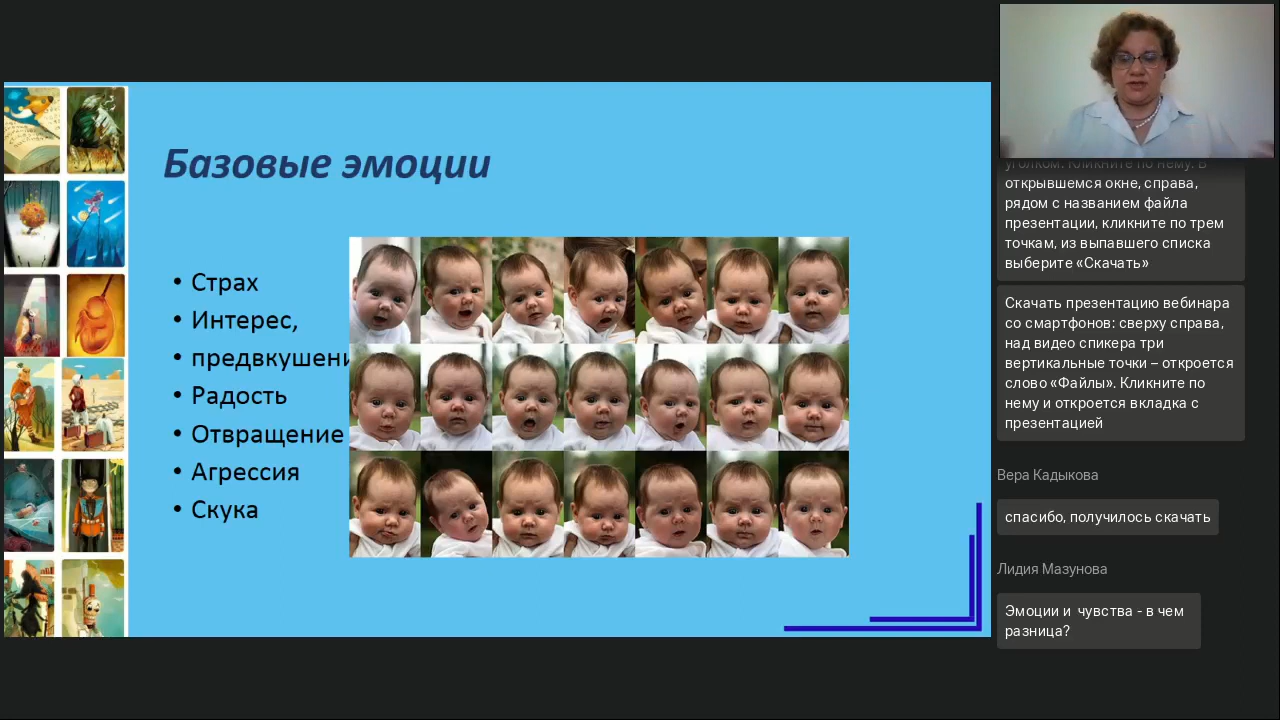 Базовые эмоции
• Страх
• Интерес,
• предвкушени
• Радость
• Отвращение
• Агрессия
• Скука
уголком. Кликните по нему. В
открывшемся окне, справа,
рядом с названием файла
презентации, кликните по трем
точкам, из выпавшего списка
выберите «Скачать»
Скачать презентацию вебинара
со смартфонов: сверху справа,
над видео спикера три
вертикальные точки – откроется
слово «Файлы». Кликните по
нему и откроется вкладка с
презентацией
Вера Кадыкова
спасибо, получилось скачать
Лидия Мазунова
Эмоции и  чувства - в чем
разница?